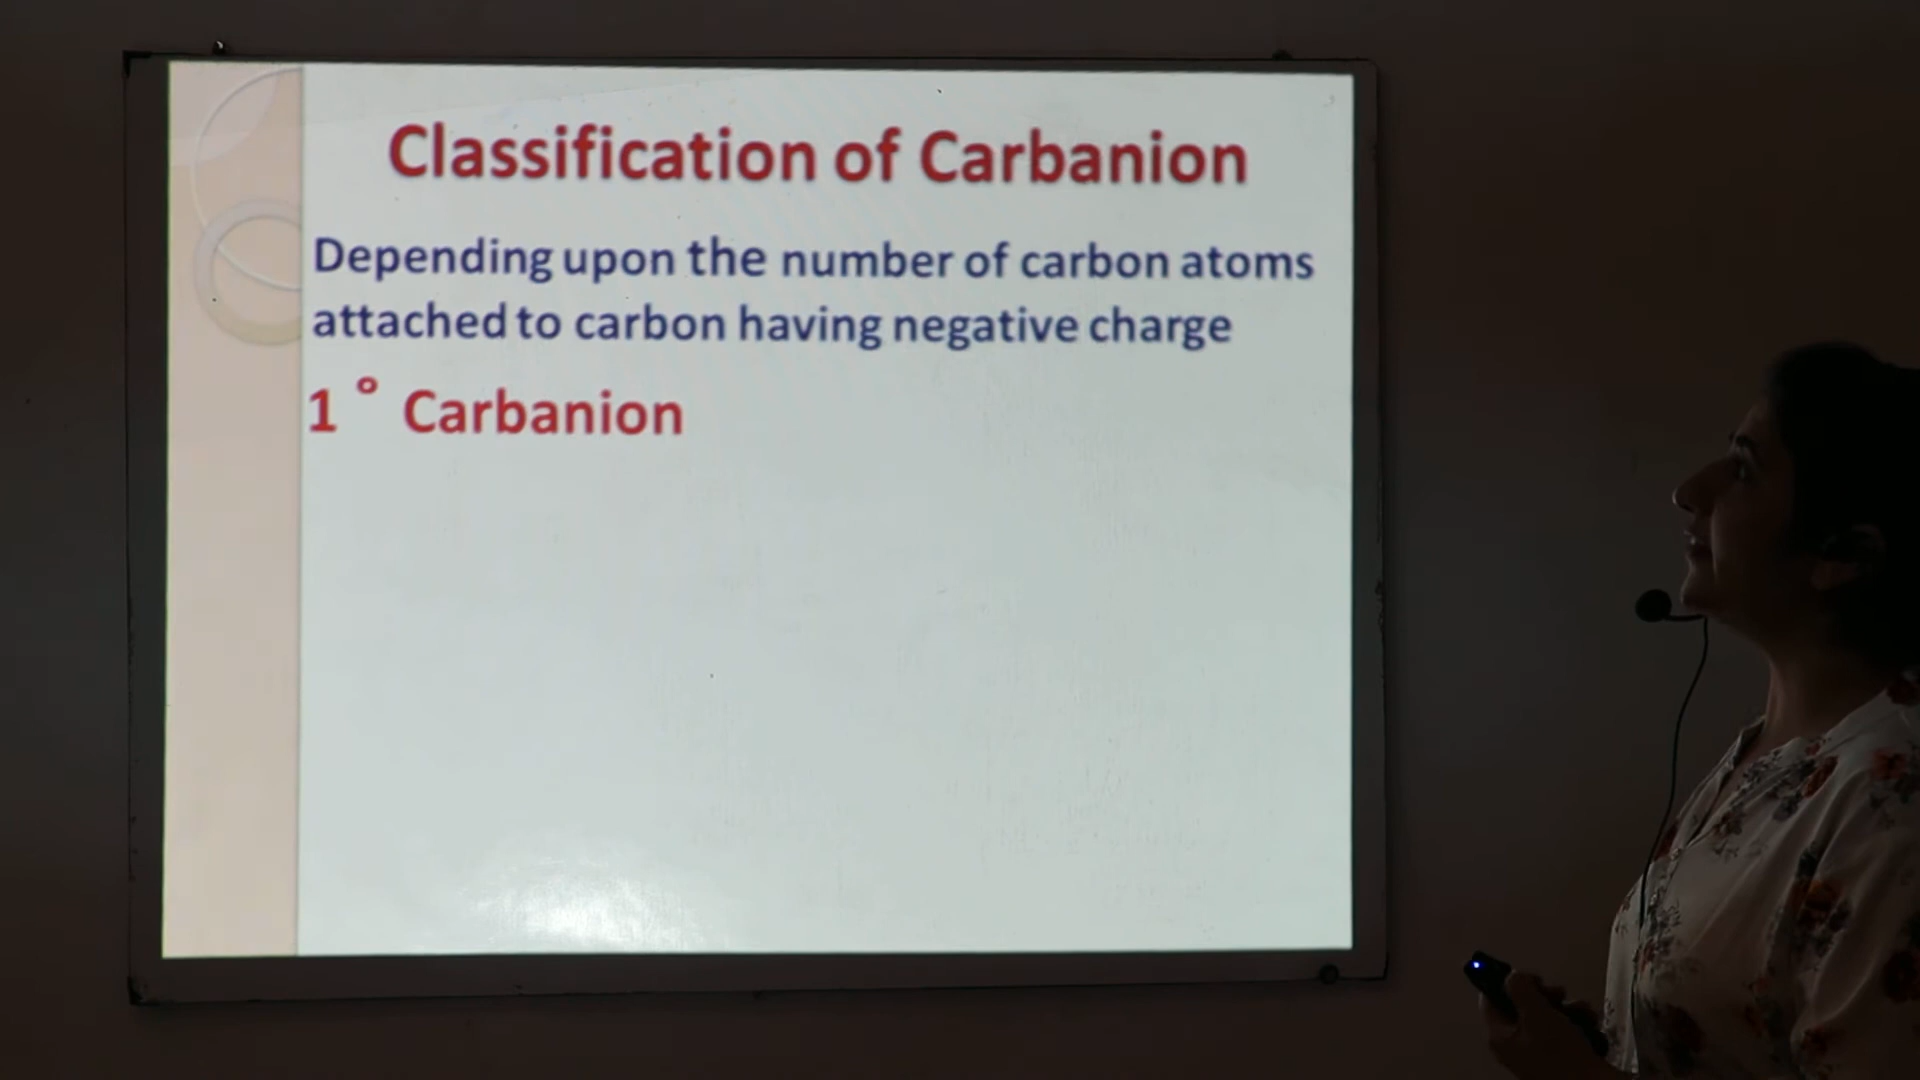 Classification of Carbanion
Depending upon the number of carbon atoms
attached to carbon having negative charge
1° Carbanion